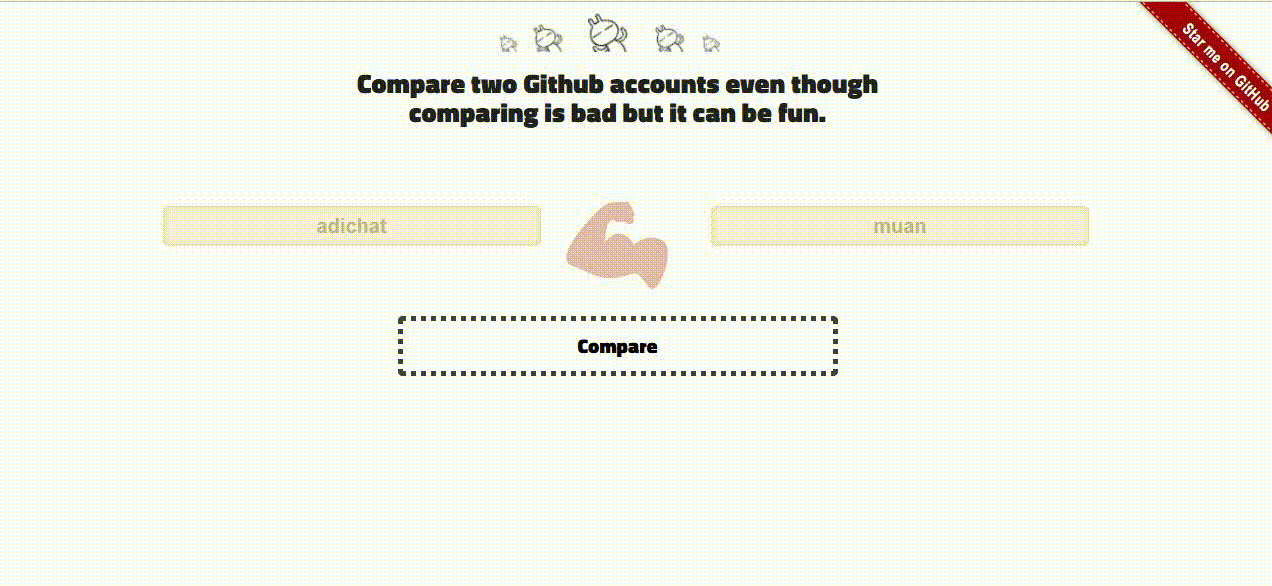 Star me on GitHub
Compare two Github accounts even though
comparing is bad but it can be fun.
adichat
muan
Compare